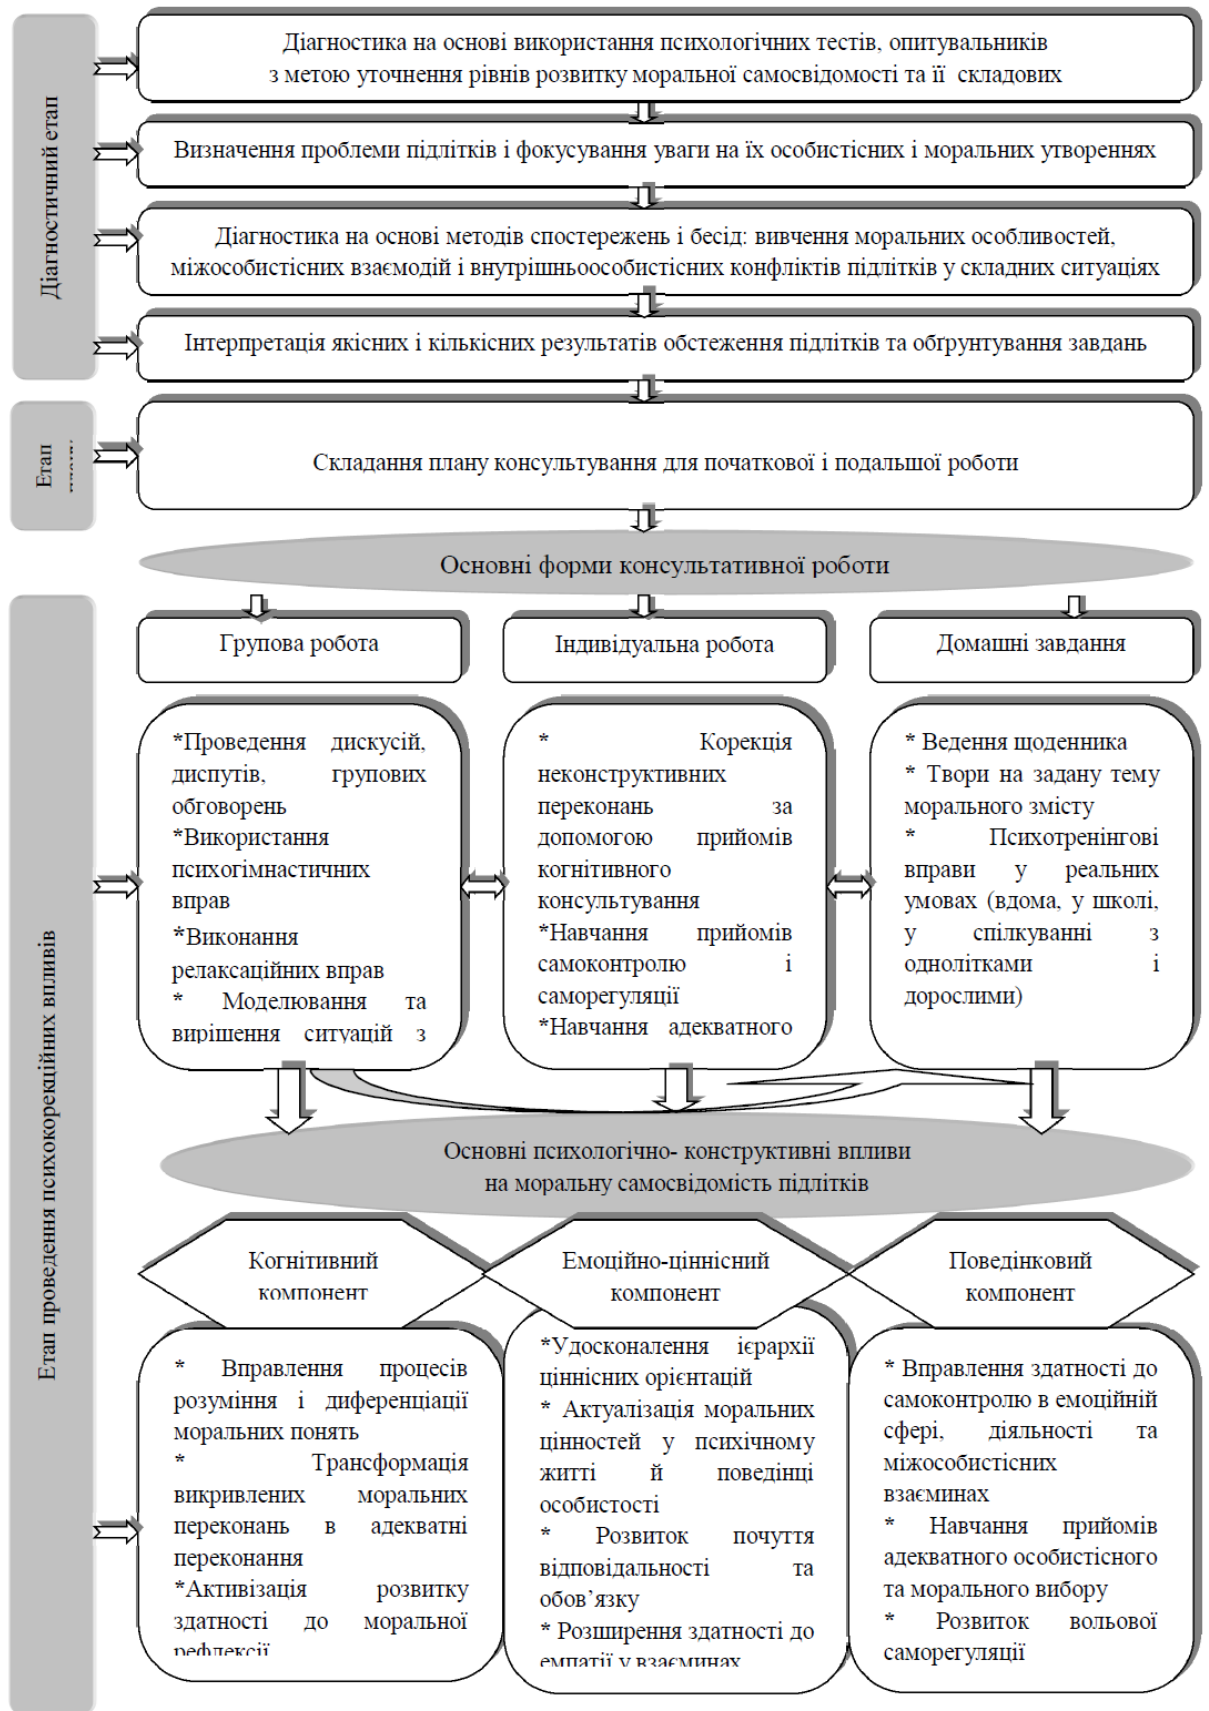 Діагностичний етап
Діагностика на основі використання психологічних тестів, опитувальників
з метою уточнення рівнів розвитку моральної самосвідомості та її складових
Визначення проблеми підлітків і фокусування уваги на їх особистісних і моральних утвореннях
Діагностика на основі методів спостережень і бесід: вивчення моральних особливостей,
міжособистісних взаємодій і внутрішньоособистісних конфліктів підлітків у складних ситуаціях
Інтерпретація якісних і кількісних результатів обстеження підлітків та обґрунтування завдань
Етап
Складання плану консультування для початкової і подальшої роботи
Основні форми консультативної роботи
Етап проведення психокорекційних впливів
Групова робота
Індивідуальна робота
Домашні завдання
*Проведення дискусій,
диспутів, групових
обговорень
*Використання
психогімнастичних
вправ
*Виконання
релаксаційних вправ
* Моделювання та
вирішення ситуацій з
* Корекція
неконструктивних
переконань за
допомогою прийомів
когнітивного
консультування
*Навчання прийомів
самоконтролю і
саморегуляції
*Навчання адекватного
* Ведення щоденника
* Твори на задану тему
морального змісту
* Психотренінгові
вправи у реальних
умовах (вдома, у школі,
у спілкуванні з
однолітками і
дорослими)
Основні психологічно- конструктивні впливи
на моральну самосвідомість підлітків
Когнітивний
компонент
Емоційно-ціннісний
компонент
Поведінковий
компонент
* Вправлення процесів
розуміння і диференціації
моральних понять
* Трансформація
викривлених моральних
переконань в адекватні
переконання
*Активізація розвитку
здатності до моральної
рефлексії
*Удосконалення ієрархії
ціннісних орієнтацій
* Актуалізація моральних
цінностей у психічному
житті й поведінці
особистості
* Розвиток почуття
відповідальності та
обов’язку
* Розширення здатності до
емпатії у взаєминах
* Вправлення здатності до
самоконтролю в емоційній
сфері, діяльності та
міжособистісних
взаєминах
* Навчання прийомів
адекватного особистісного
та морального вибору
* Розвиток вольової
саморегуляції